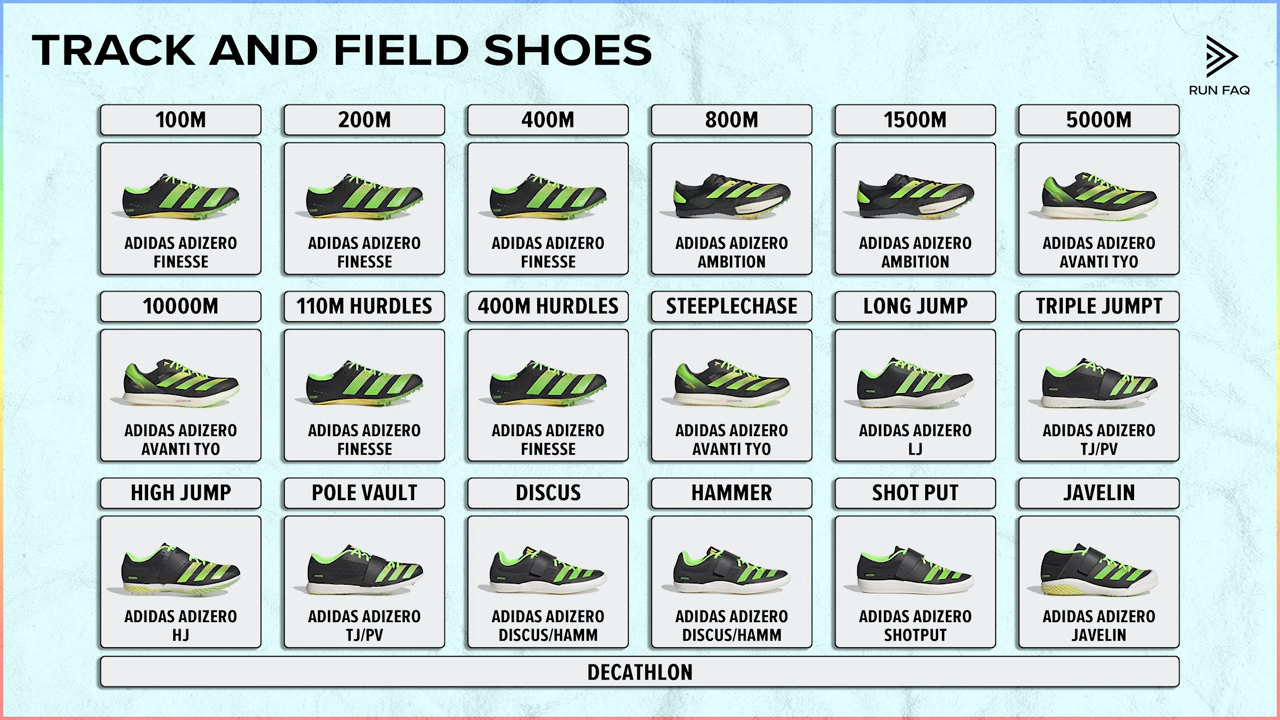 TRACK AND FIELD SHOES
RUN FAQ
100M
200M
400M
800M
1500M
5000M
ADIDAS ADIZERO
FINESSE
ADIDAS ADIZERO
FINESSE
ADIDAS ADIZERO
FINESSE
ADIDAS ADIZERO
AMBITION
ADIDAS ADIZERO
AMBITION
ADIDAS ADIZERO
AVANTI TYO
10000M
110M HURDLES
400M HURDLES
STEEPLECHASE
LONG JUMP
TRIPLE JUMPT
ADIDAS ADIZERO
AVANTI TYO
ADIDAS ADIZERO
FINESSE
ADIDAS ADIZERO
FINESSE
ADIDAS ADIZERO
AVANTI TYO
ADIDAS ADIZERO
LJ
ADIDAS ADIZERO
TJ/PV
HIGH JUMP
POLE VAULT
DISCUS
HAMMER
SHOT PUT
JAVELIN
ADIDAS ADIZERO
HJ
ADIDAS ADIZERO
TJ/PV
ADIDAS ADIZERO
DISCUS/HAMM
ADIDAS ADIZERO
DISCUS/HAMM
ADIDAS ADIZERO
SHOTPUT
ADIDAS ADIZERO
JAVELIN
DECATHLON